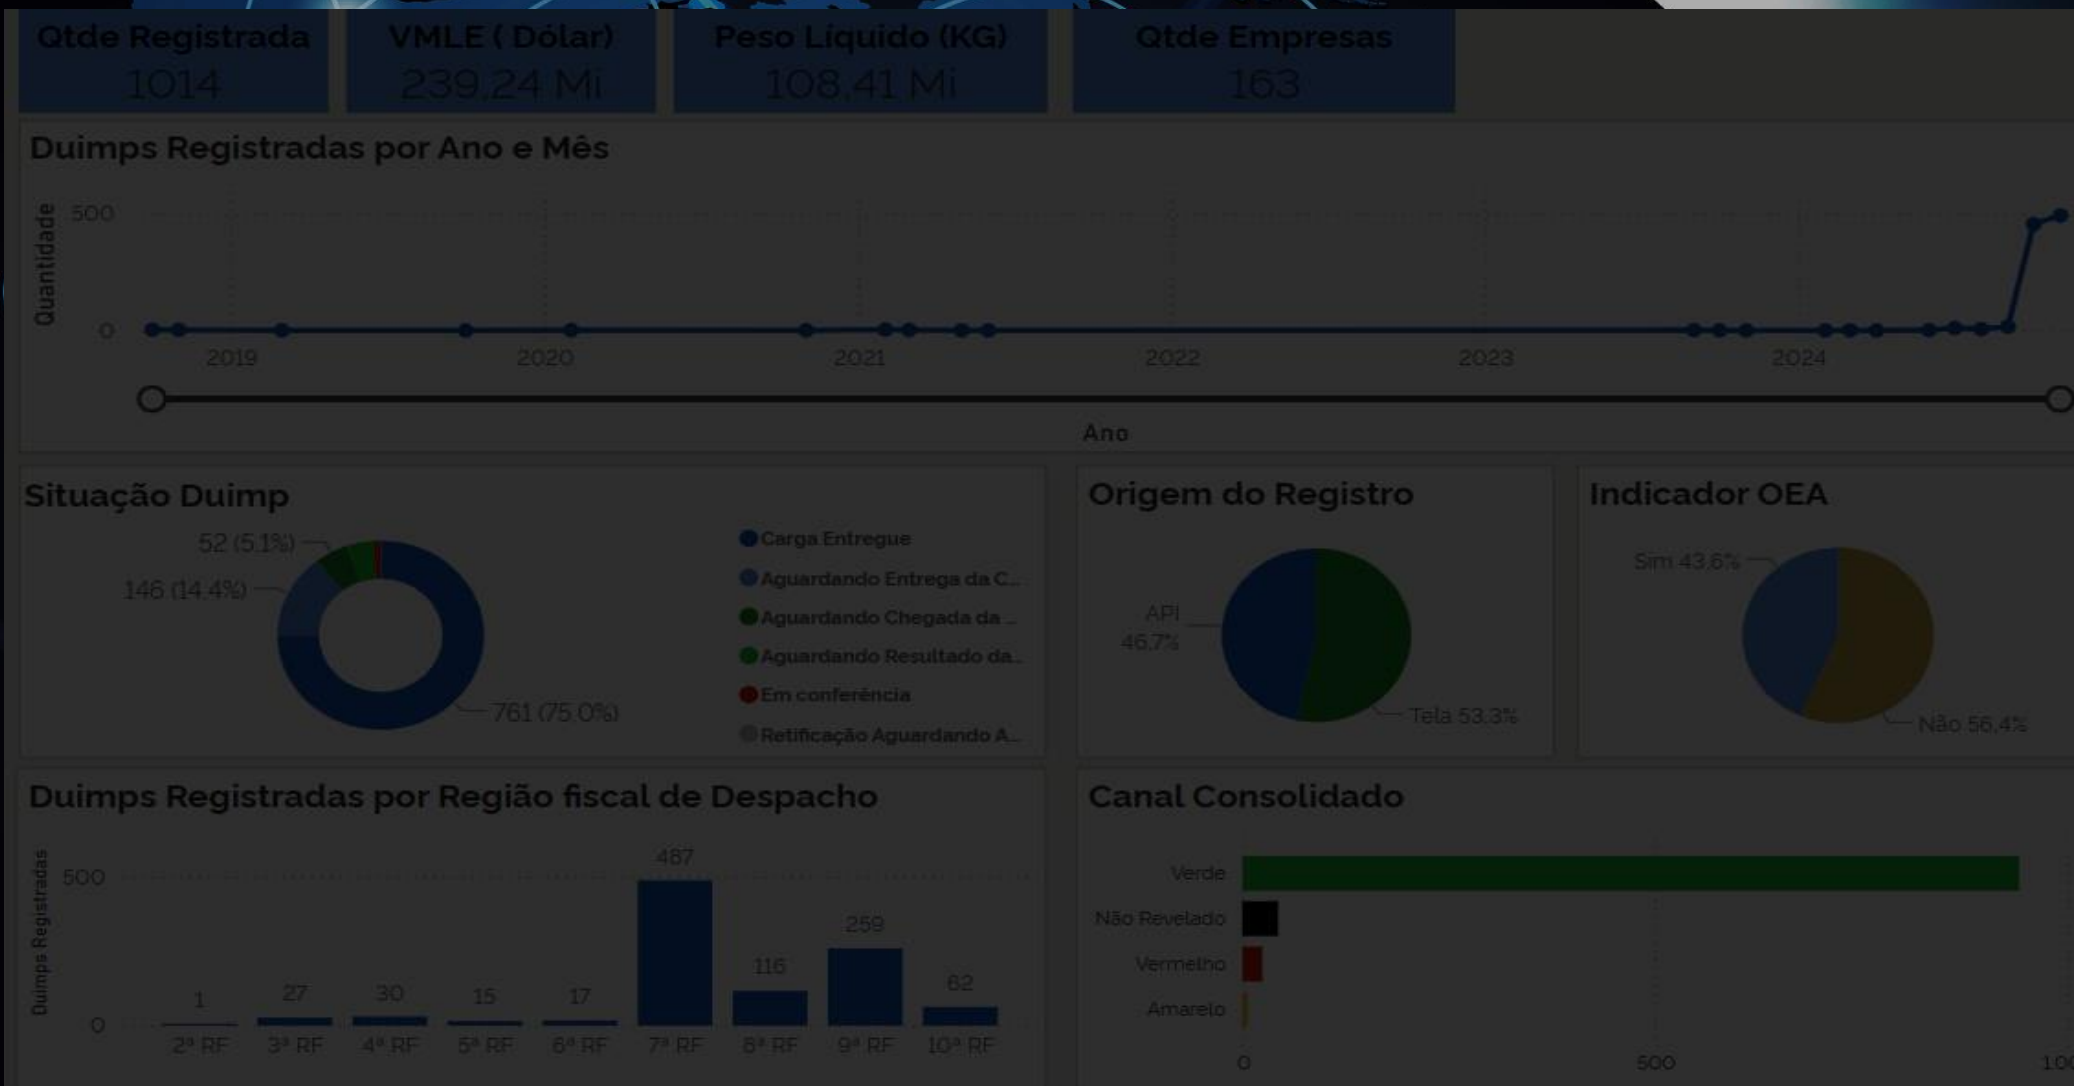 Qtde Registrada
1014
VMLE ( Dólar)
239,24 Mi
Peso Líquido (KG)
108,41 Mi
Qtde Empresas
163
Duimps Registradas por Ano e Mês
Quantidade
500
0
2019 2020 2021 2022 2023 2024
Ano
Situação Duimp
52 (5,1%)
146 (14,4%)
761 (75,0%)
Carga Entregue
Aguardando Entrega da C...
Aguardando Chegada da ...
Aguardando Resultado da...
Em conferência
Retificação Aguardando A...
Origem do Registro
API
46,7%
Tela 53,3%
Indicador OEA
Sim 43,6%
Não 56,4%
Duimps Registradas por Região fiscal de Despacho
Duimps Registradas
500
0
1 27 30 15 17 487 116 259 62
2ª RF 3ª RF 4ª RF 5ª RF 6ª RF 7ª RF 8ª RF 9ª RF 10ª RF
Canal Consolidado
Verde
Não Revelado
Vermelho
Amarelo
0 500